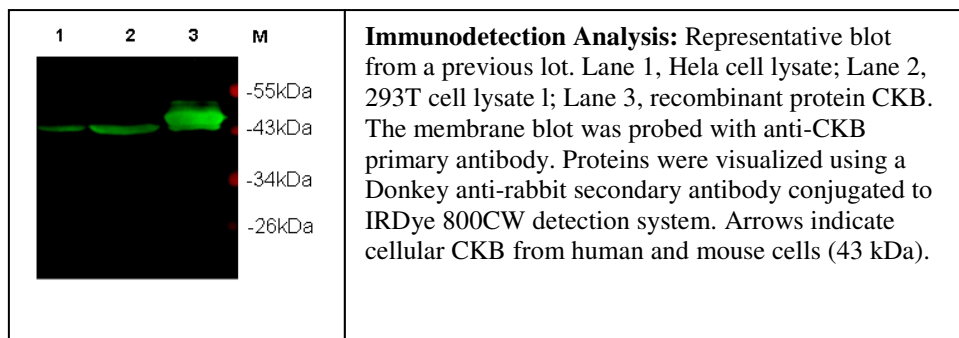 1 2 3 M
-55kDa
-43kDa
-34kDa
-26kDa
Immunodetection Analysis: Representative blot
from a previous lot. Lane 1, Hela cell lysate; Lane 2,
293T cell lysate l; Lane 3, recombinant protein CKB.
The membrane blot was probed with anti-CKB
primary antibody. Proteins were visualized using a
Donkey anti-rabbit secondary antibody conjugated to
IRDye 800CW detection system. Arrows indicate
cellular CKB from human and mouse cells (43 kDa).